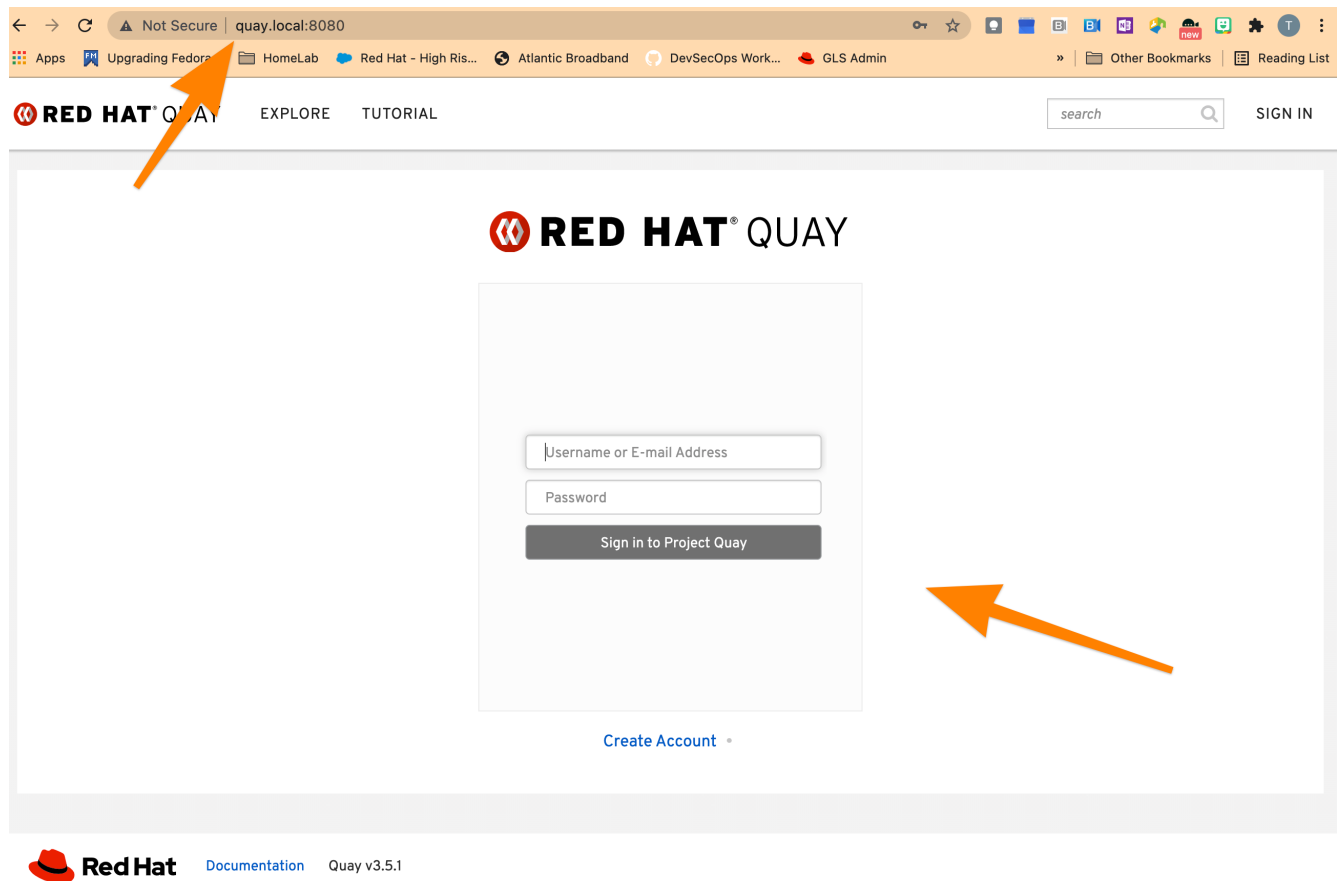 Not Secure | quay.local:8080
new
T
Apps
Upgrading Fedora
HomeLab
Red Hat - High Ris...
Atlantic Broadband
DevSecOps Work...
GLS Admin
»
Other Bookmarks
Reading List
RED HAT® QUAY
EXPLORE
TUTORIAL
search
SIGN IN
RED HAT® QUAY
Username or E-mail Address
Password
Sign in to Project Quay
Create Account
Red Hat
Documentation
Quay v3.5.1